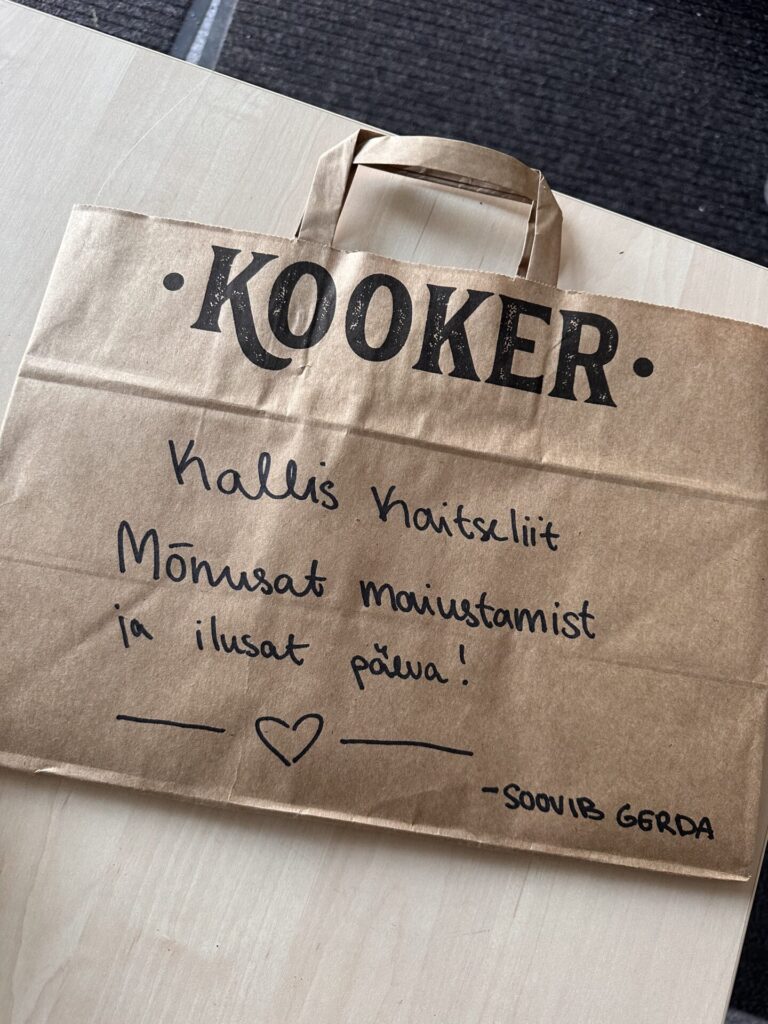 • KOOKER •
Kallis Kaitseliit
Mõnusat maiustamist
ja ilusat päeva!
- SOOVIB GERDA